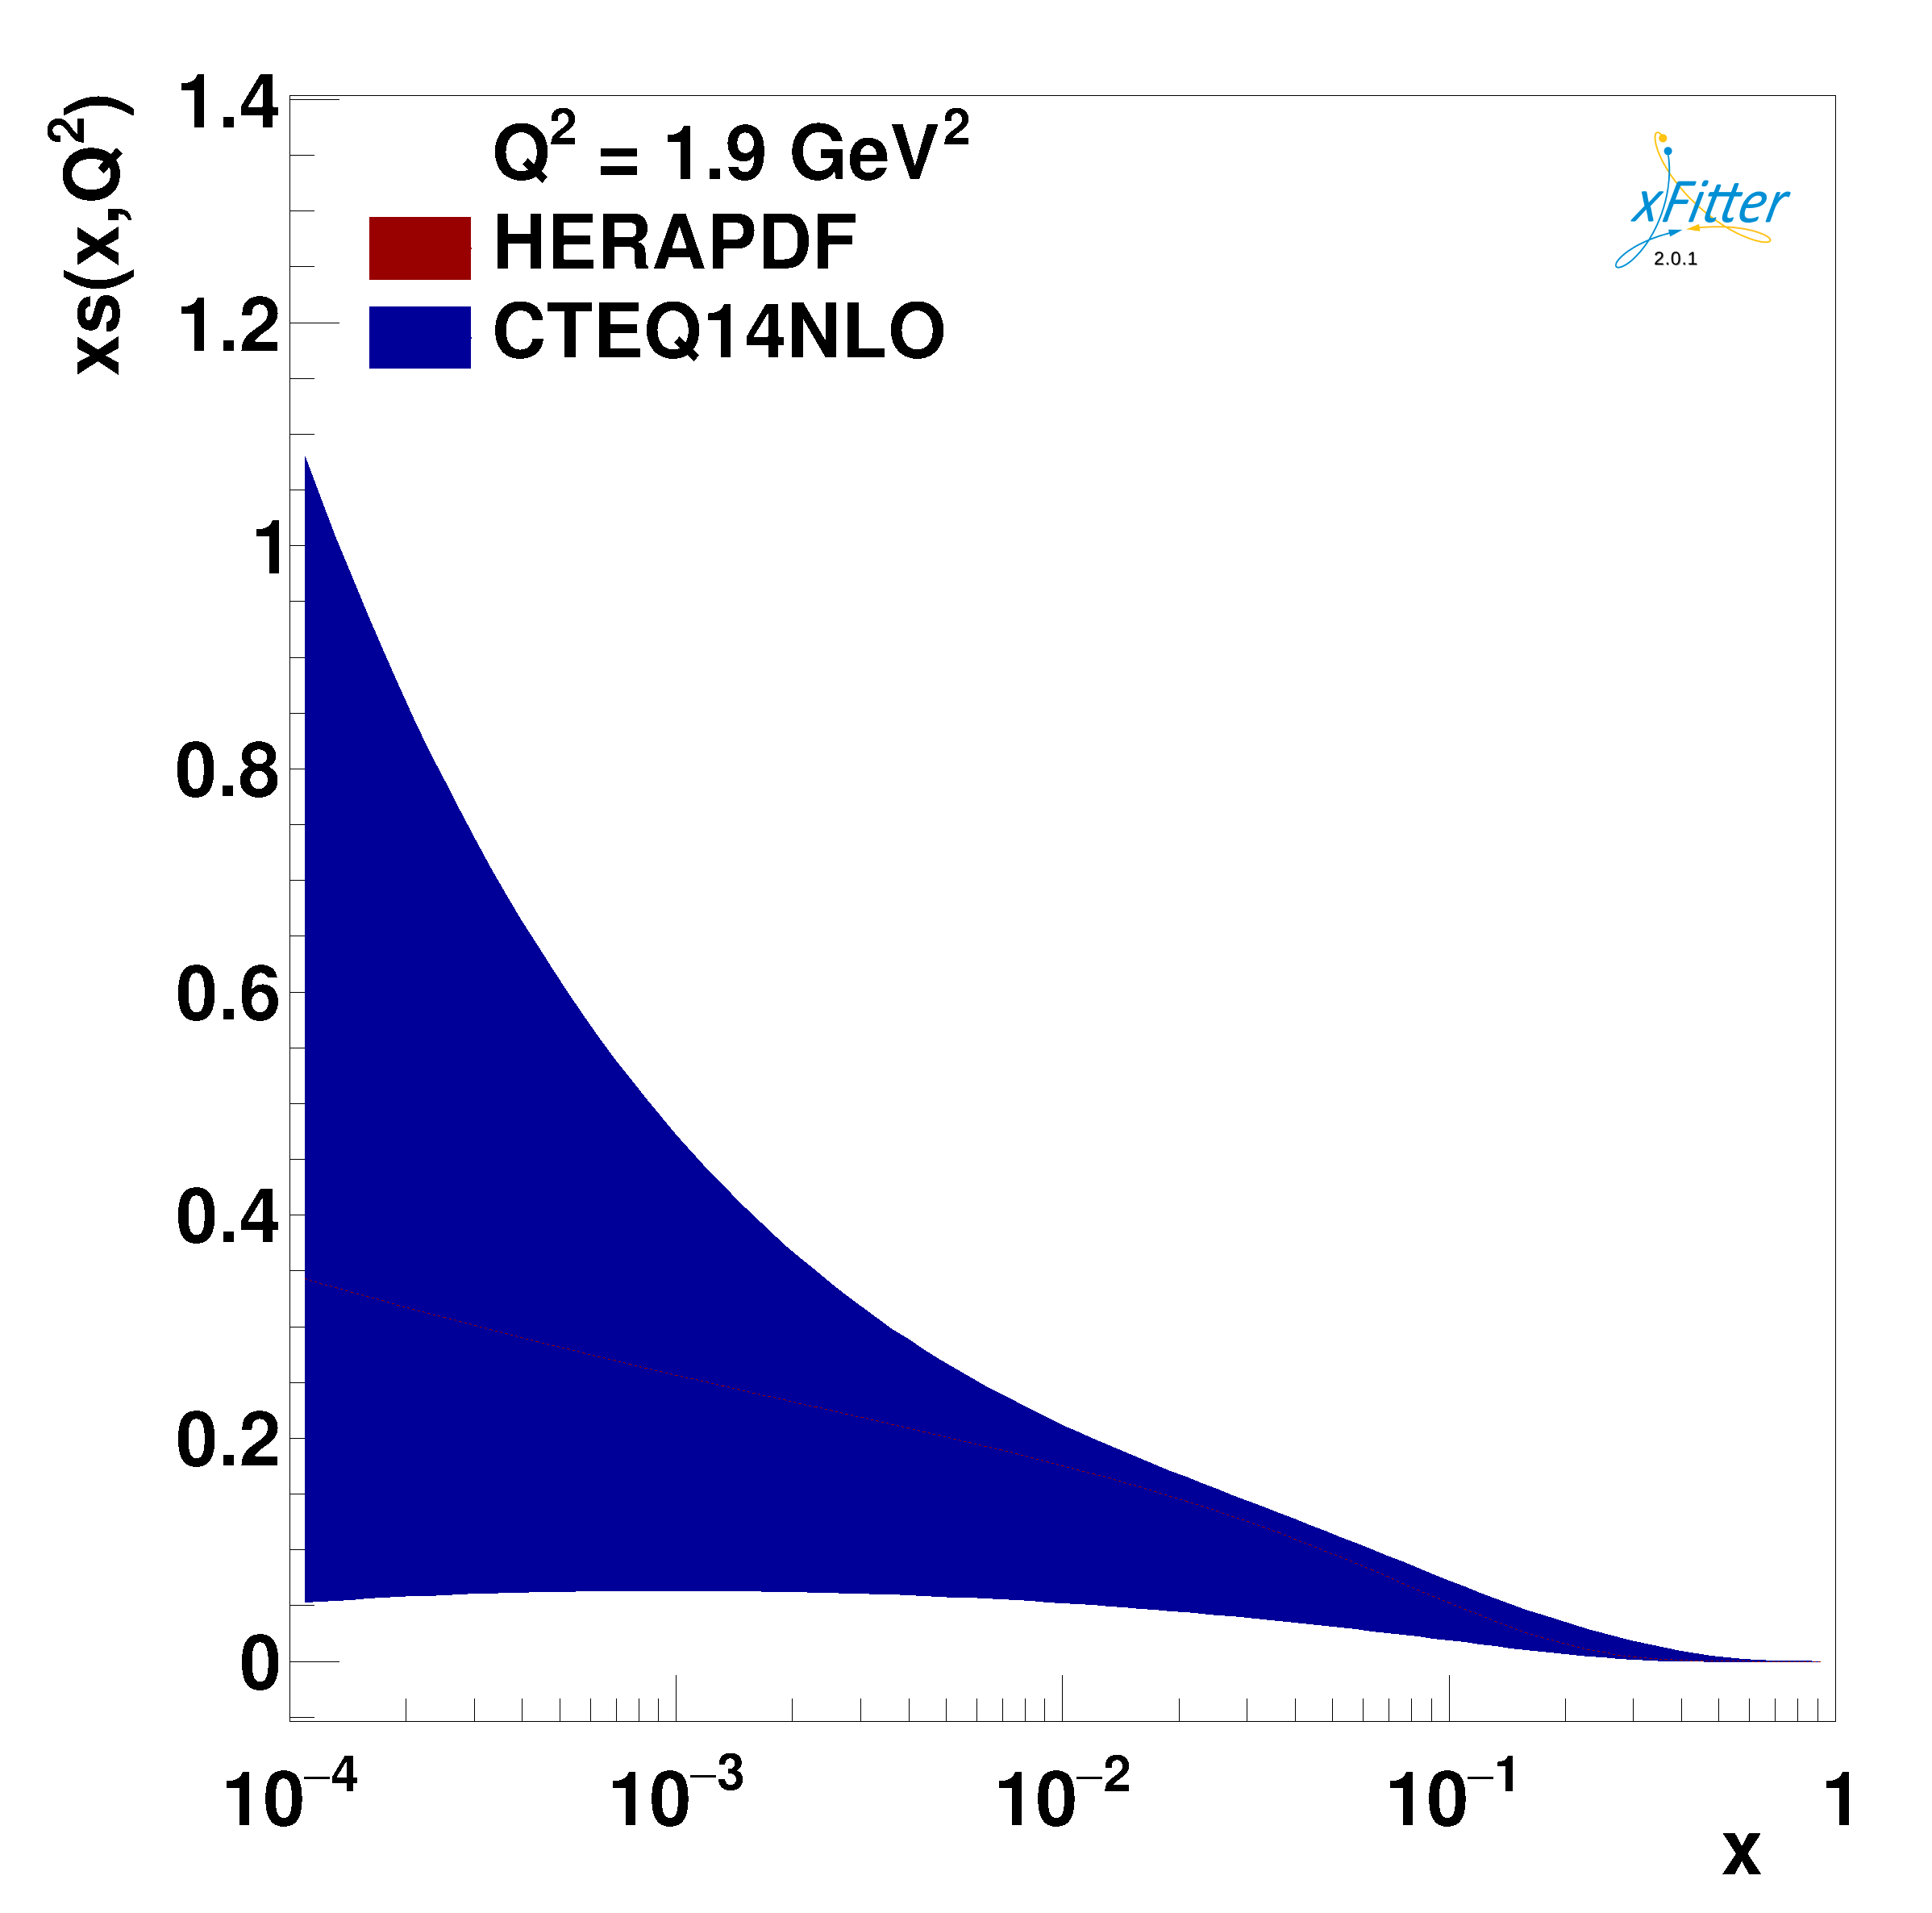 xs(x,Q²)
1.4
1.2
1
0.8
0.6
0.4
0.2
0
Q² = 1.9 GeV²
HERAPDF
CTEQ14NLO
xFitter
2.0.1
10⁻⁴ 10⁻³ 10⁻² 10⁻¹ 1
x